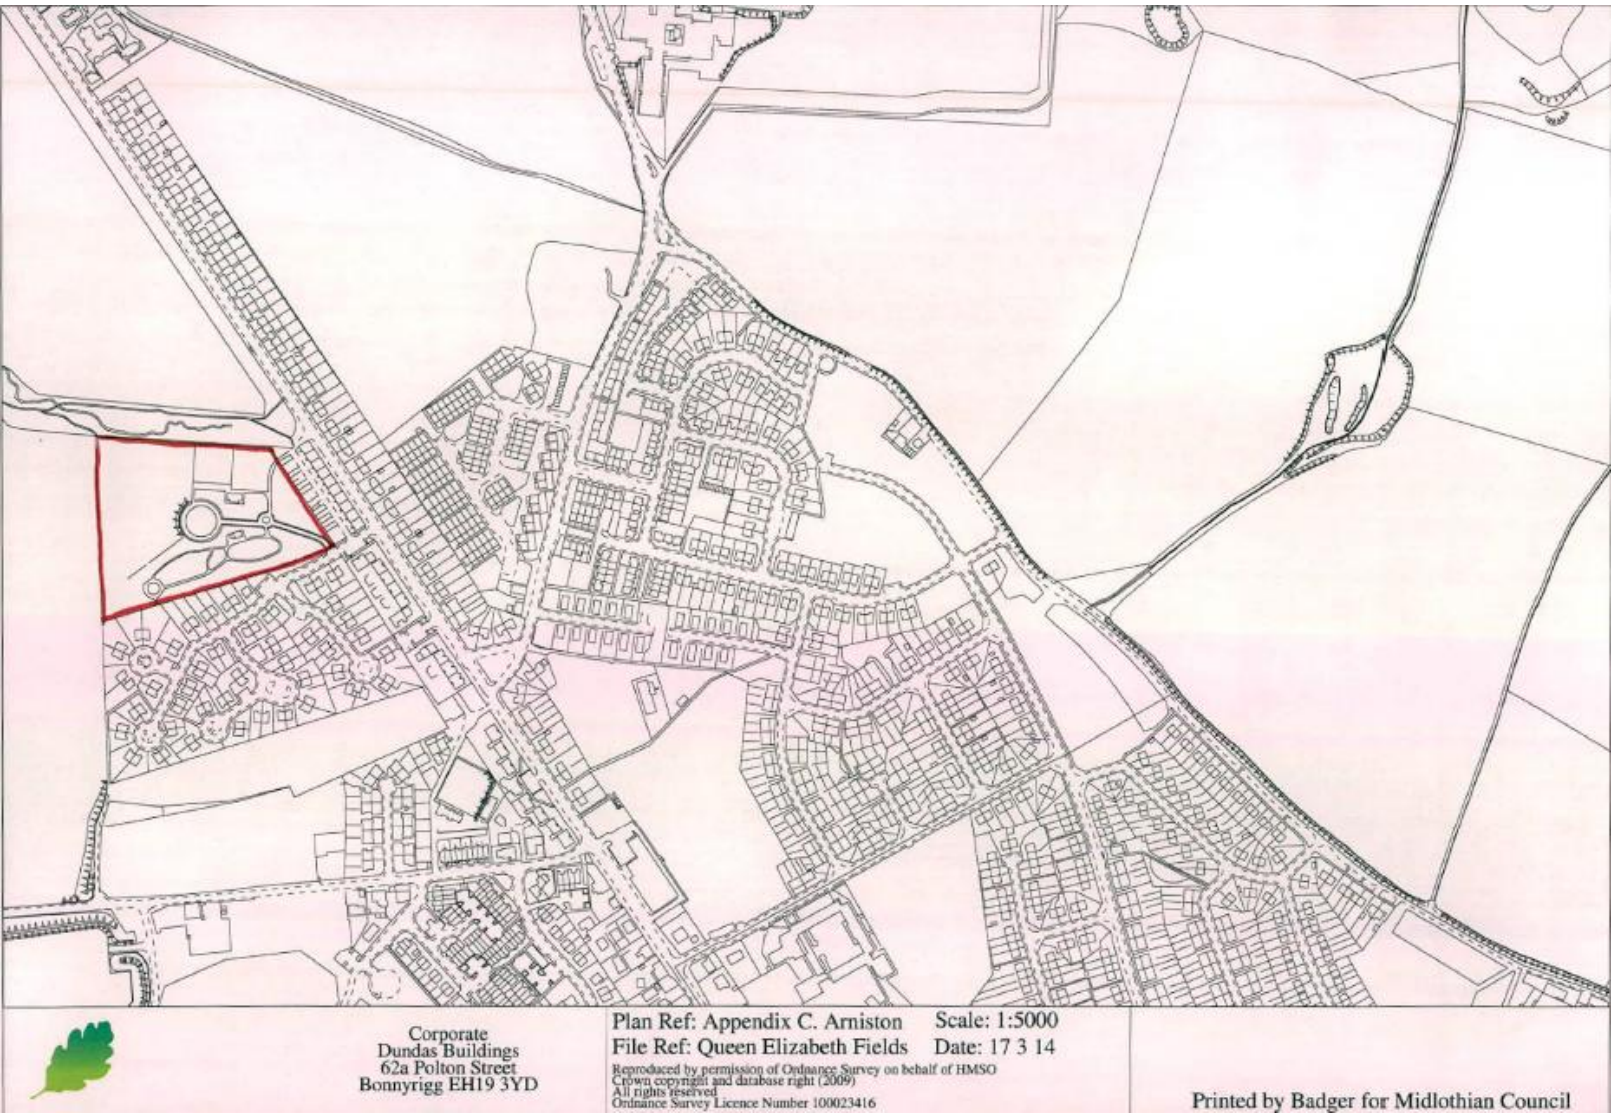 Corporate
Dundas Buildings
62a Polton Street
Bonnyrigg EH19 3YD
Plan Ref: Appendix C. Arniston Scale: 1:5000
File Ref: Queen Elizabeth Fields Date: 17 3 14
Reproduced by permission of Ordnance Survey on behalf of HMSO
Crown copyright and database right (2009)
All rights reserved
Ordnance Survey Licence Number 100023416
Printed by Badger for Midlothian Council